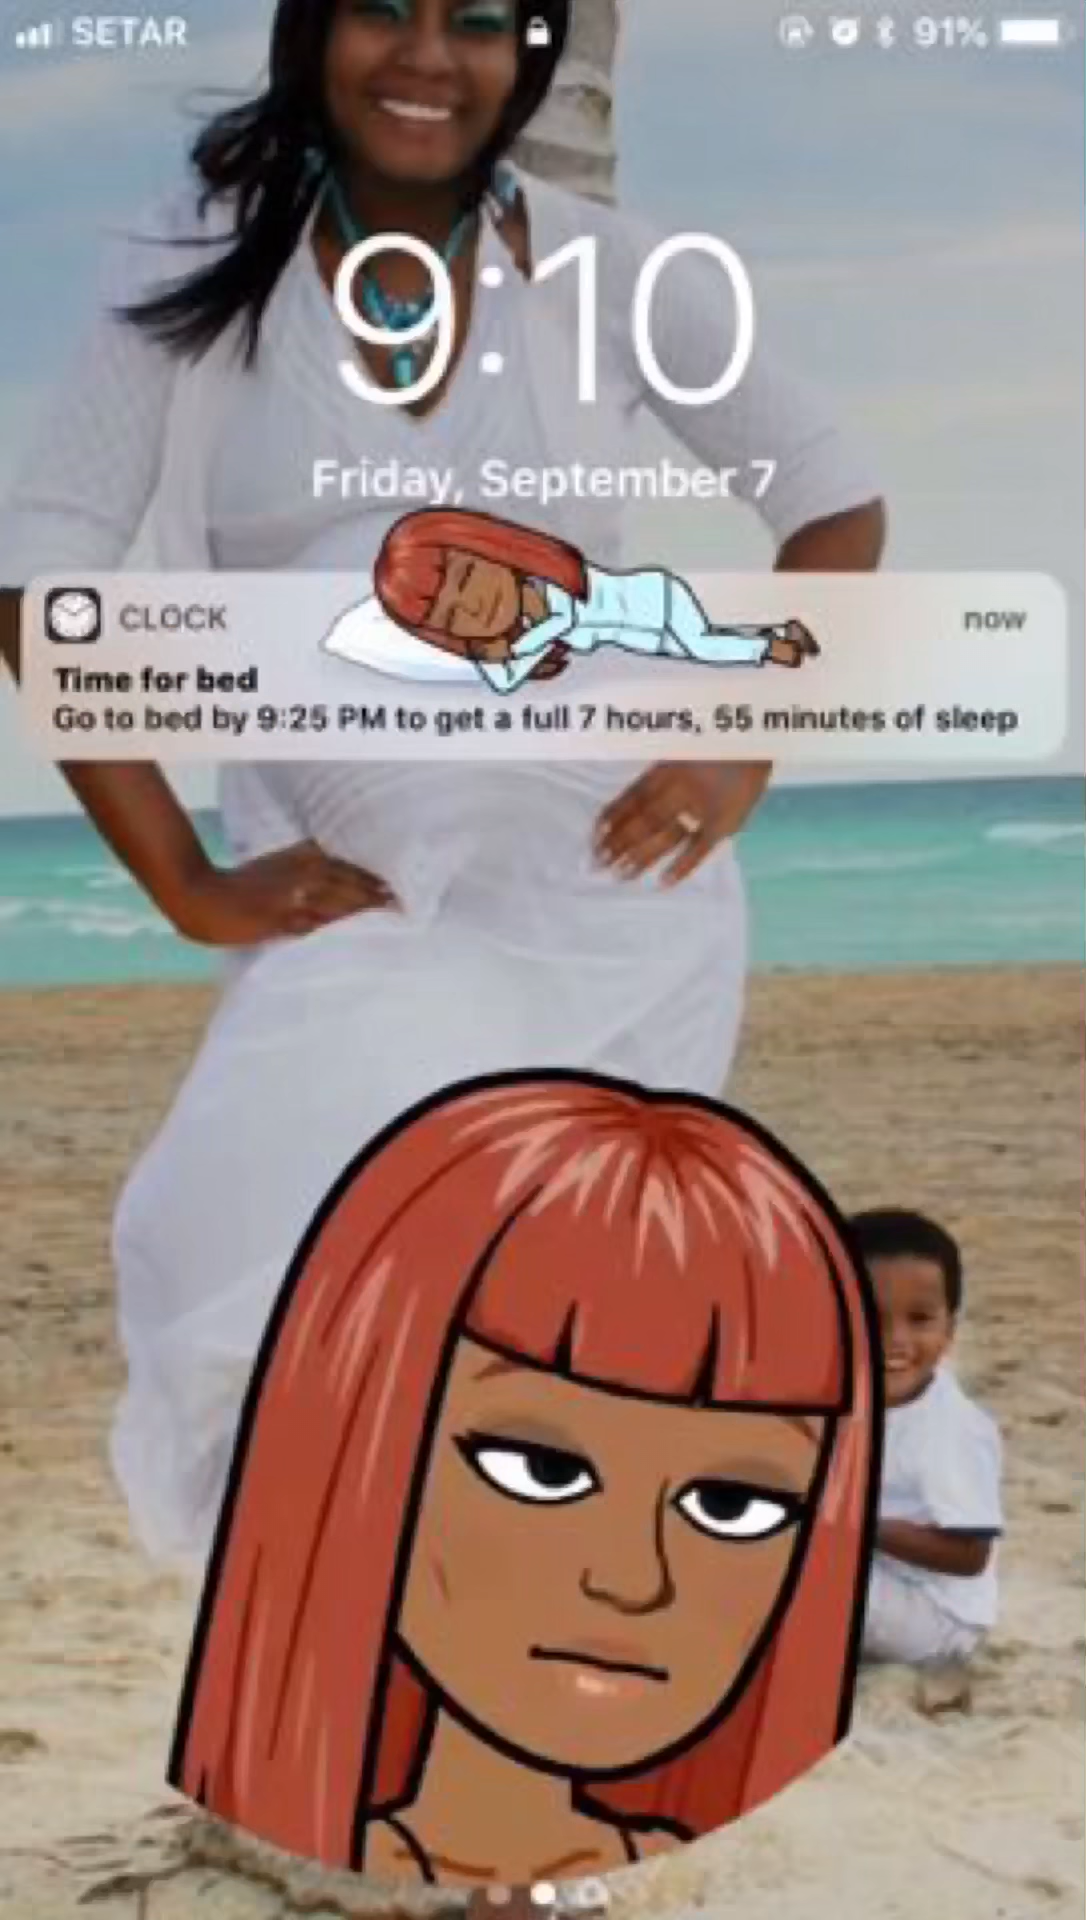 SETAR 91%
9:10
Friday, September 7
CLOCK now
Time for bed
Go to bed by 9:25 PM to get a full 7 hours, 55 minutes of sleep